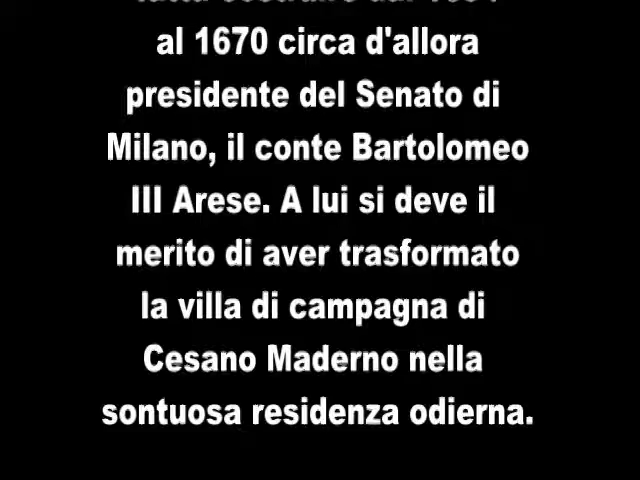 al 1670 circa d'allora
presidente del Senato di
Milano, il conte Bartolomeo
III Arese. A lui si deve il
merito di aver trasformato
la villa di campagna di
Cesano Maderno nella
sontuosa residenza odierna.